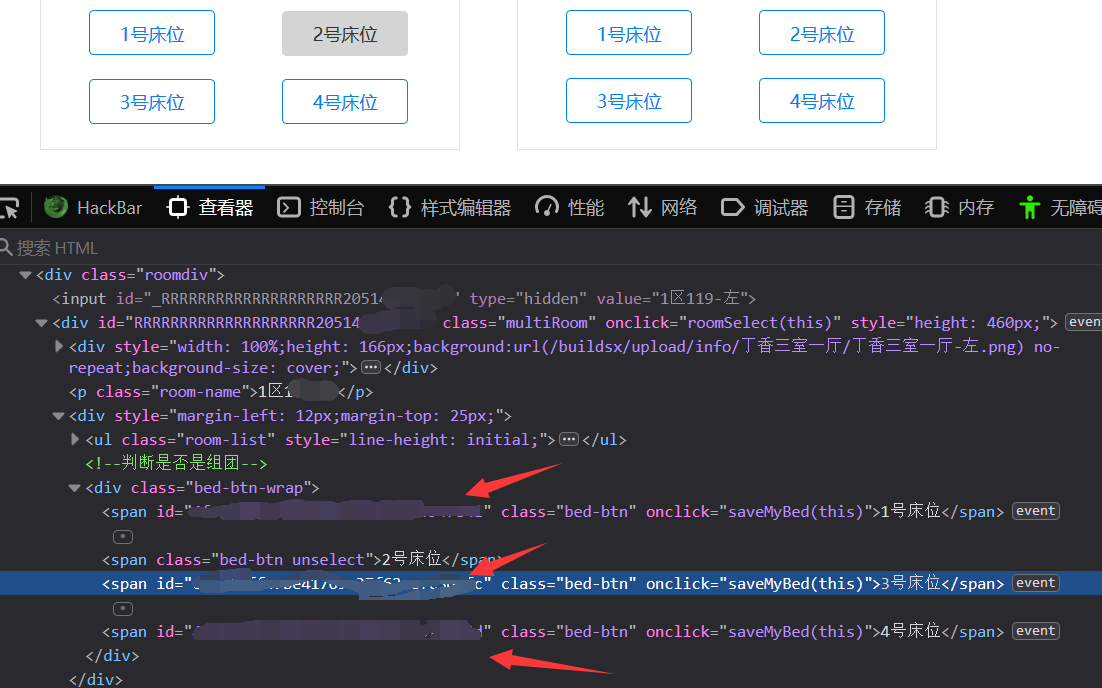 1号床位 2号床位 1号床位 2号床位
3号床位 4号床位 3号床位 4号床位
HackBar 查看器 控制台 样式编辑器 性能 网络 调试器 存储 内存 无障碍
搜索 HTML
<div class="roomdiv">
<input id="_RRRRRRRRRRRRRRRRRRRR20514 " type="hidden" value="1区119-左">
<div id="RRRRRRRRRRRRRRRRRRRR20514 class="multiRoom" onclick="roomSelect(this)" style="height: 460px;"> event
<div style="width: 100%;height: 166px;background:url(/buildsx/upload/info/丁香三室一厅/丁香三室一厅-左.png) no-
repeat;background-size: cover;"> </div>
<p class="room-name">1区1 </p>
<div style="margin-left: 12px;margin-top: 25px;">
<ul class="room-list" style="line-height: initial;"> </ul>
<!--判断是否是组团-->
<div class="bed-btn-wrap">
<span id=" " class="bed-btn" onclick="saveMyBed(this)">1号床位</span> event
<span class="bed-btn unselect">2号床位</span>
<span id=" " class="bed-btn" onclick="saveMyBed(this)">3号床位</span> event
<span id=" " class="bed-btn" onclick="saveMyBed(this)">4号床位</span> event
</div>
</div>